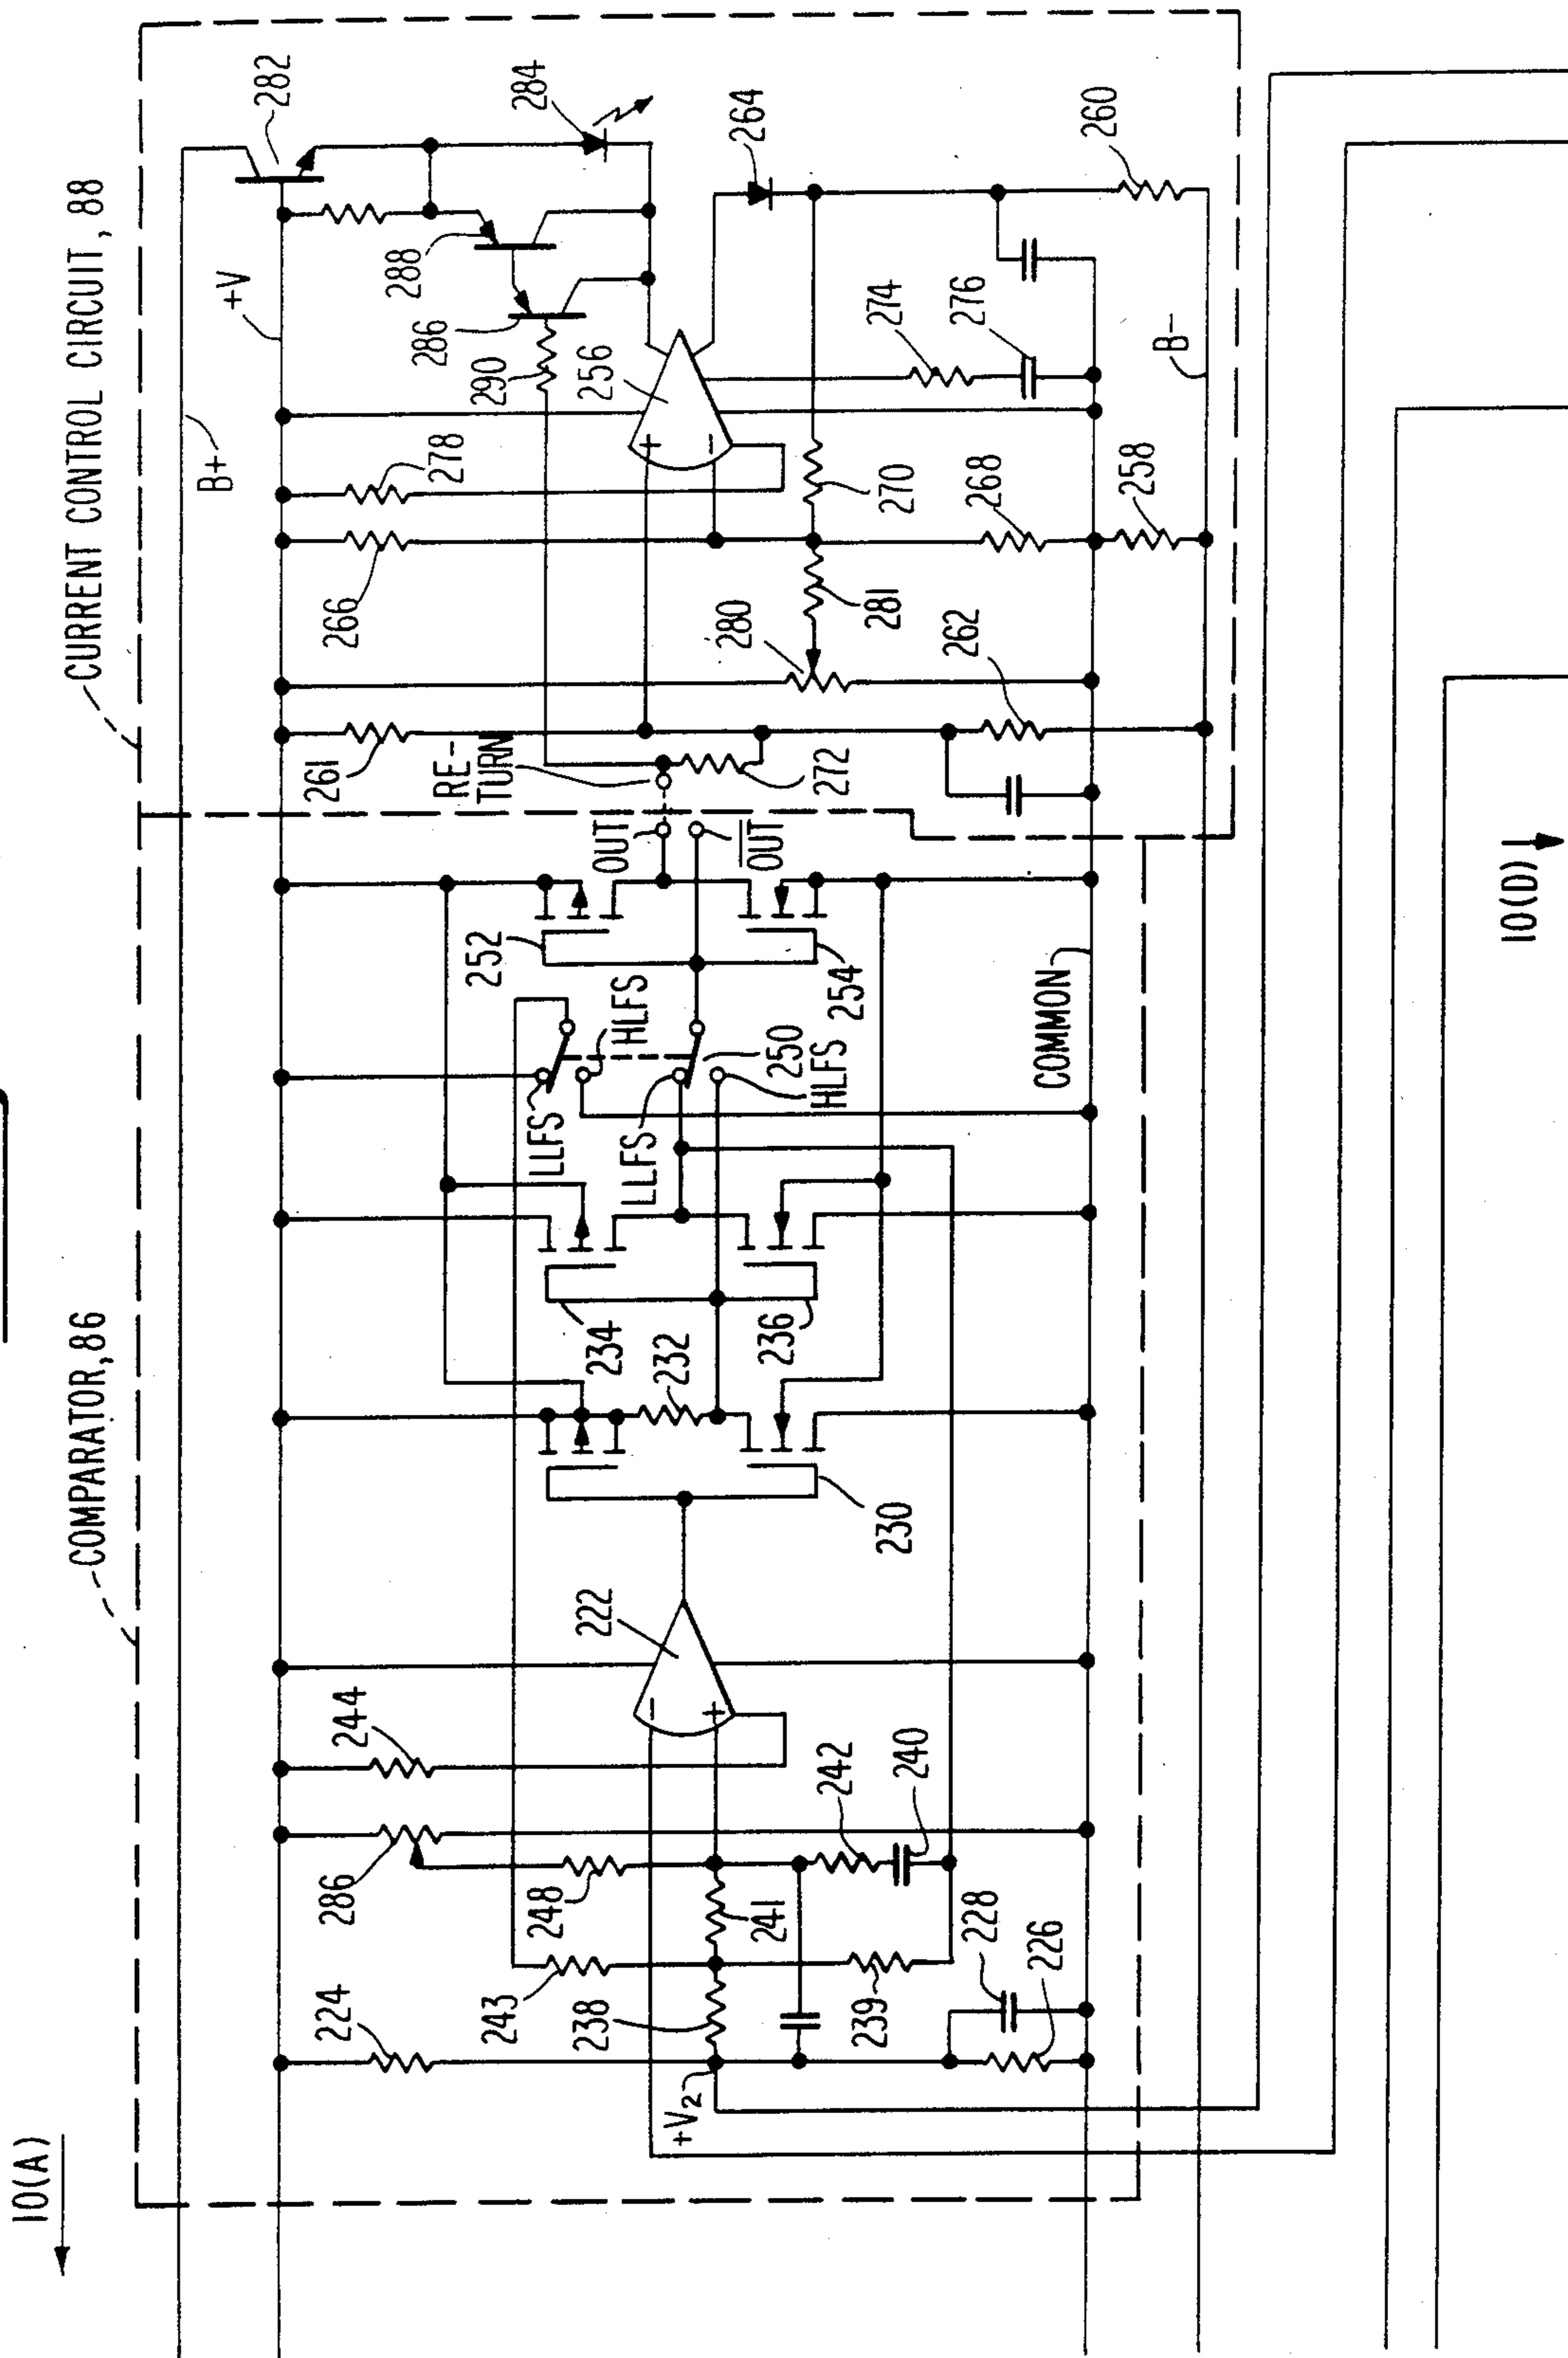 10(A)
COMPARATOR, 86
CURRENT CONTROL CIRCUIT, 88
B+
+V
282
284
288
286
290
256
264
260
278
266
274
276
270
268
258
B-
281
280
262
261
RE-
TURN
272
OUT
OUT
252
254
HLFS
LLFS
250
HLFS
LLFS
COMMON
234
236
232
230
222
244
286
248
242
240
241
243
238
239
228
226
224
+V2
+
-
-
+
10(D)